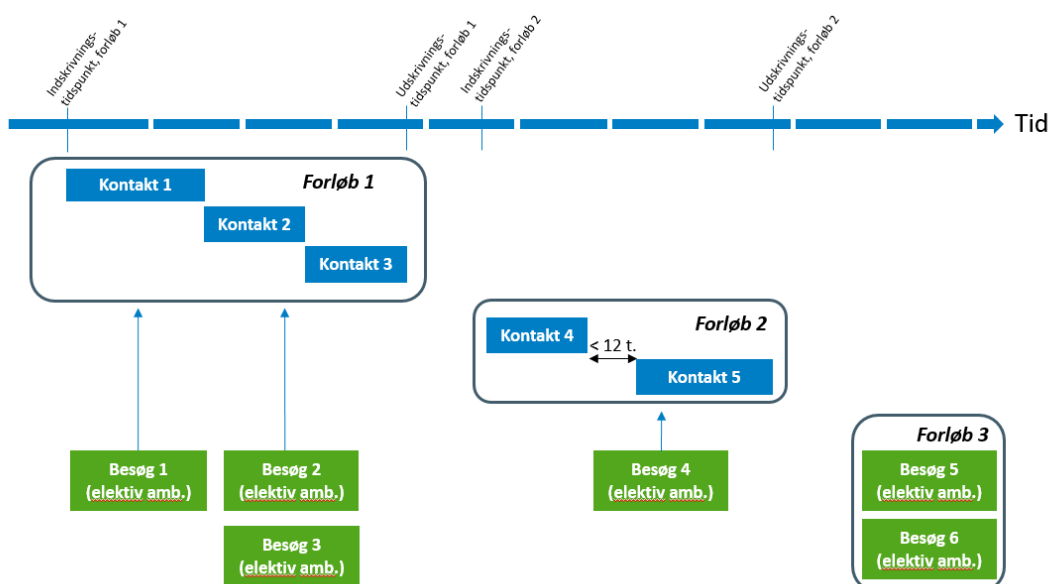 Indskrivnings-
tidspunkt, forløb 1
Udskrivnings-
tidspunkt, forløb 1
Indskrivnings-
tidspunkt, forløb 2
Udskrivnings-
tidspunkt, forløb 2
Tid
Forløb 1
Kontakt 1
Kontakt 2
Kontakt 3
Forløb 2
Kontakt 4
< 12 t.
Kontakt 5
Forløb 3
Besøg 1
(elektiv amb.)
Besøg 2
(elektiv amb.)
Besøg 3
(elektiv amb.)
Besøg 4
(elektiv amb.)
Besøg 5
(elektiv amb.)
Besøg 6
(elektiv amb.)